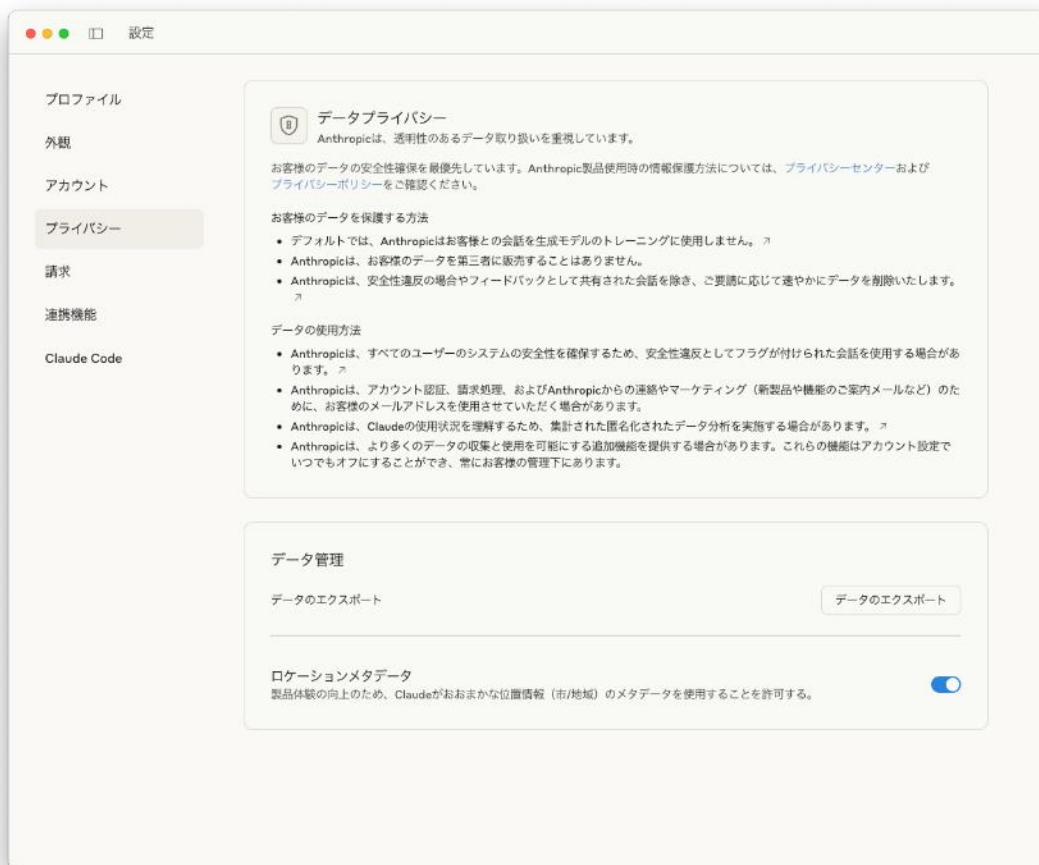 設定
プロファイル
外観
アカウント
プライバシー
請求
連携機能
Claude Code
データプライバシー
Anthropicは、透明性のあるデータ取り扱いを重視しています。
お客様のデータの安全性確保を最優先しています。Anthropic製品使用時の情報保護方法については、プライバシーセンターおよび
プライバシーポリシーをご確認ください。
お客様のデータを保護する方法
• デフォルトでは、Anthropicはお客様との会話を生成モデルのトレーニングに使用しません。 ↗
• Anthropicは、お客様のデータを第三者に販売することはありません。
• Anthropicは、安全性違反の場合やフィードバックとして共有された会話を除き、ご要請に応じて速やかにデータを削除いたします。
↗
データの使用方法
• Anthropicは、すべてのユーザーのシステムの安全性を確保するため、安全性違反としてフラグが付けられた会話を使用する場合があ
ります。 ↗
• Anthropicは、アカウント認証、請求処理、およびAnthropicからの連絡やマーケティング（新製品や機能のご案内メールなど）のた
めに、お客様のメールアドレスを使用させていただく場合があります。
• Anthropicは、Claudeの使用状況を理解するため、集計された匿名化されたデータ分析を実施する場合があります。 ↗
• Anthropicは、より多くのデータの収集と使用を可能にする追加機能を提供する場合があります。これらの機能はアカウント設定で
いつでもオフにすることができ、常にお客様の管理下にあります。
データ管理
データのエクスポート
データのエクスポート
ロケーションメタデータ
製品体験の向上のため、Claudeがおおまかな位置情報（市/地域）のメタデータを使用することを許可する。